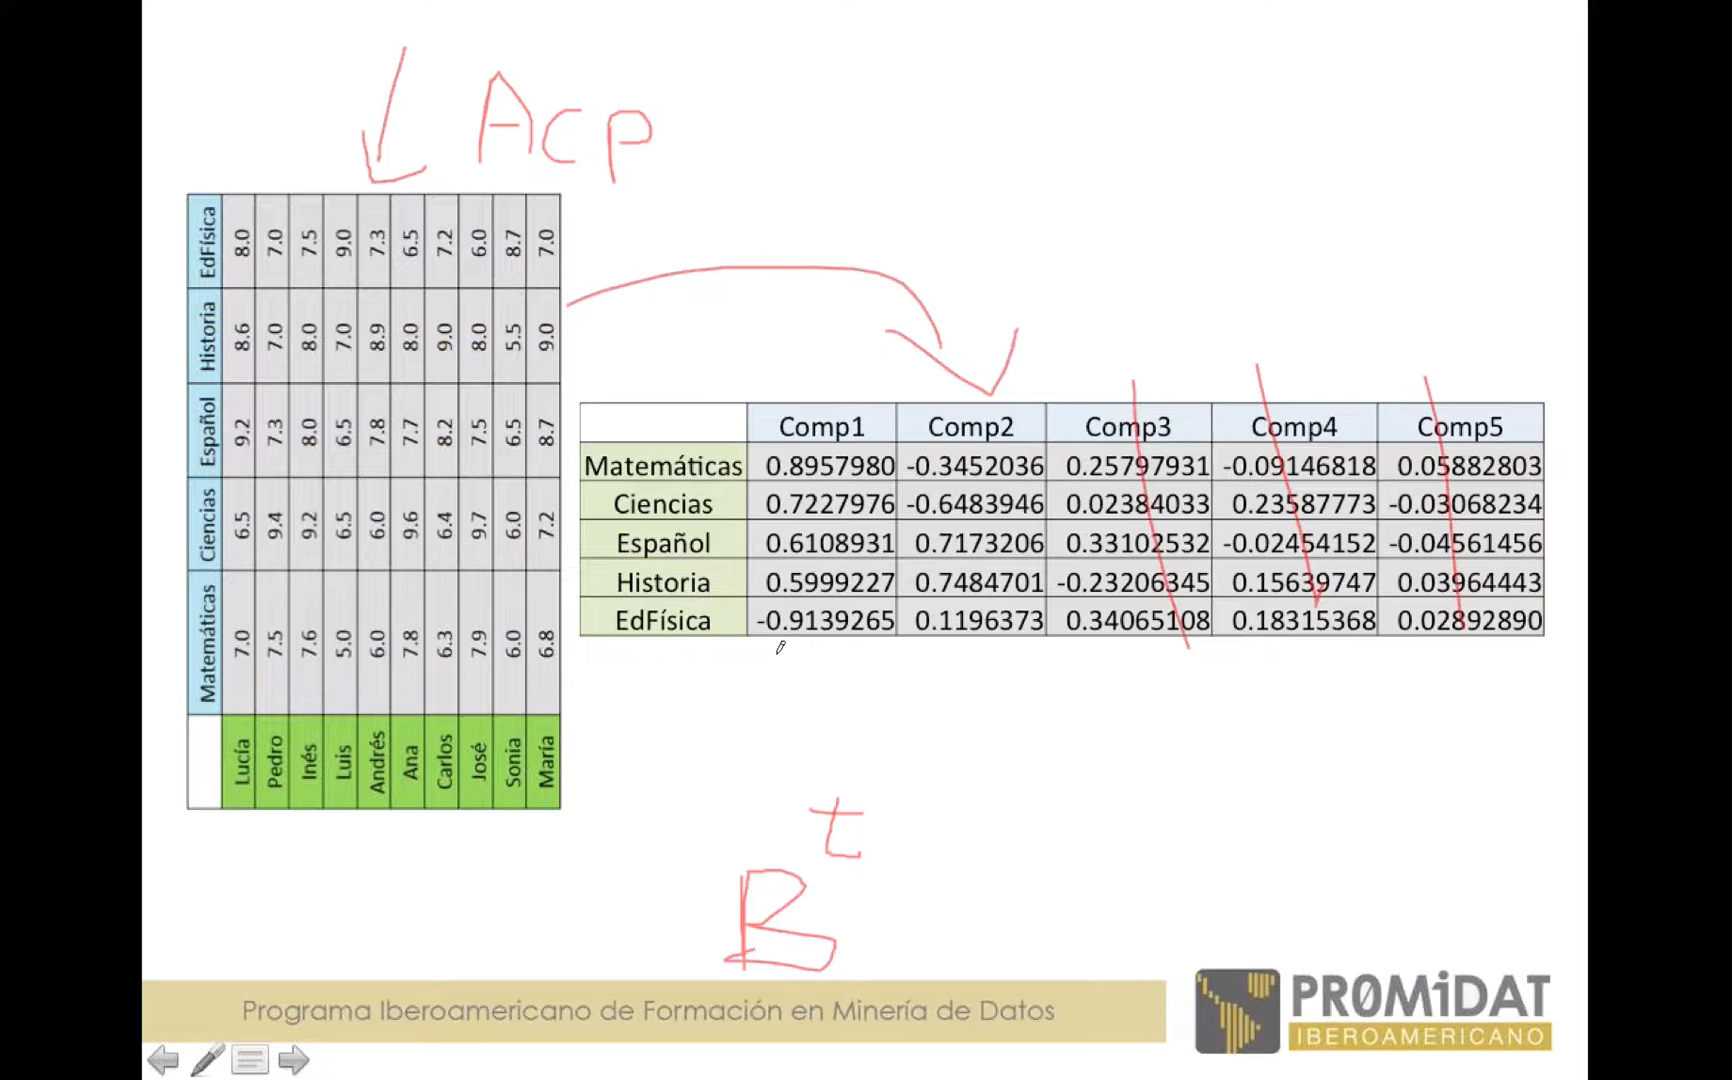 Acp
Matemáticas Ciencias Español Historia EdFísica
Lucía 7.0 6.5 9.2 8.6 8.0
Pedro 7.5 9.4 7.3 7.0 7.0
Inés 7.6 9.2 8.0 8.0 7.5
Luis 5.0 6.5 6.5 7.0 9.0
Andrés 6.0 6.0 7.8 8.9 7.3
Ana 7.8 9.6 7.7 8.0 6.5
Carlos 6.3 6.4 8.2 9.0 7.2
José 7.9 9.7 7.5 8.0 6.0
Sonia 6.0 6.0 6.5 5.5 8.7
María 6.8 7.2 8.7 9.0 7.0
Comp1 Comp2 Comp3 Comp4 Comp5
Matemáticas 0.8957980 -0.3452036 0.25797931 -0.09146818 0.05882803
Ciencias 0.7227976 -0.6483946 0.02384033 0.23587773 -0.03068234
Español 0.6108931 0.7173206 0.33102532 -0.02454152 -0.04561456
Historia 0.5999227 0.7484701 -0.23206345 0.15639747 0.03964443
EdFísica -0.9139265 0.1196373 0.34065108 0.18315368 0.02892890
t
B
Programa Iberoamericano de Formación en Minería de Datos
PR0MiDAT
IBEROAMERICANO